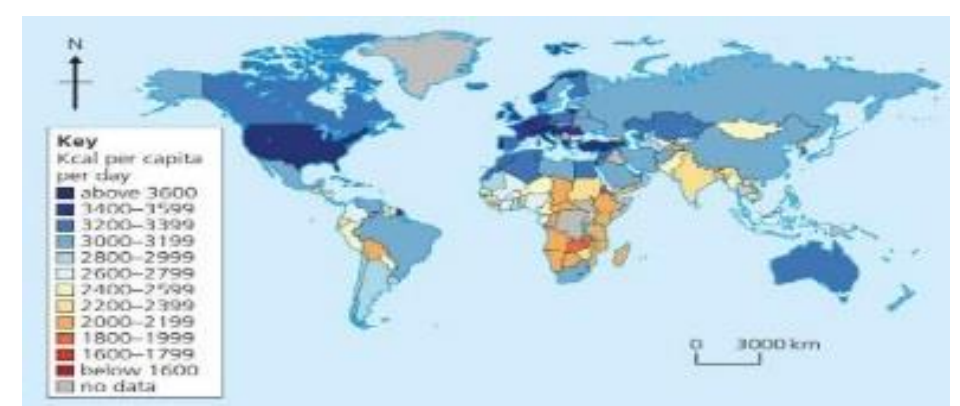 N
Key
Kcal per capita
per day
above 3600
3400–3599
3200–3399
3000–3199
2800–2999
2600–2799
2400–2599
2200–2399
2000–2199
1800–1999
1600–1799
below 1600
no data
0 3000 km